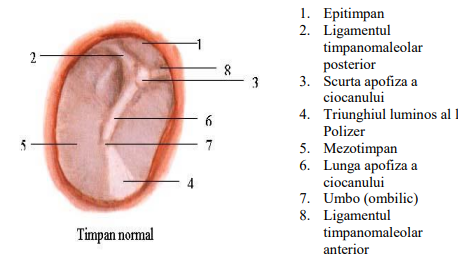 1
2
8
3
6
5
7
4
Timpan normal
1. Epitimpan
2. Ligamentul
timpanomaleolar
posterior
3. Scurta apofiza a
ciocanului
4. Triunghiul luminos al
Polizer
5. Mezotimpan
6. Lunga apofiza a
ciocanului
7. Umbo (ombilic)
8. Ligamentul
timpanomaleolar
anterior